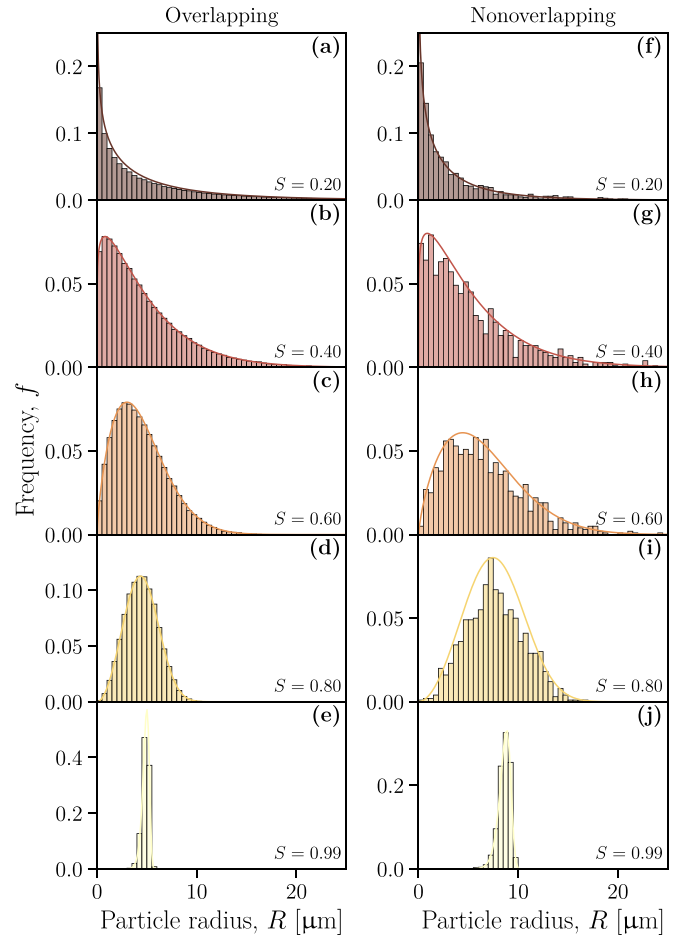 Overlapping
Nonoverlapping
(a)
(f)
0.2
0.1
0.0
S = 0.20
0.2
0.1
0.0
S = 0.20
(b)
(g)
0.05
0.00
S = 0.40
0.05
0.00
S = 0.40
(c)
(h)
0.05
0.00
S = 0.60
0.05
0.00
S = 0.60
Frequency, f
(d)
(i)
0.10
0.05
0.00
S = 0.80
0.05
0.00
S = 0.80
(e)
(j)
0.4
0.2
0.0
S = 0.99
0.2
0.0
S = 0.99
0 10 20
0 10 20
Particle radius, R [μm]
Particle radius, R [μm]